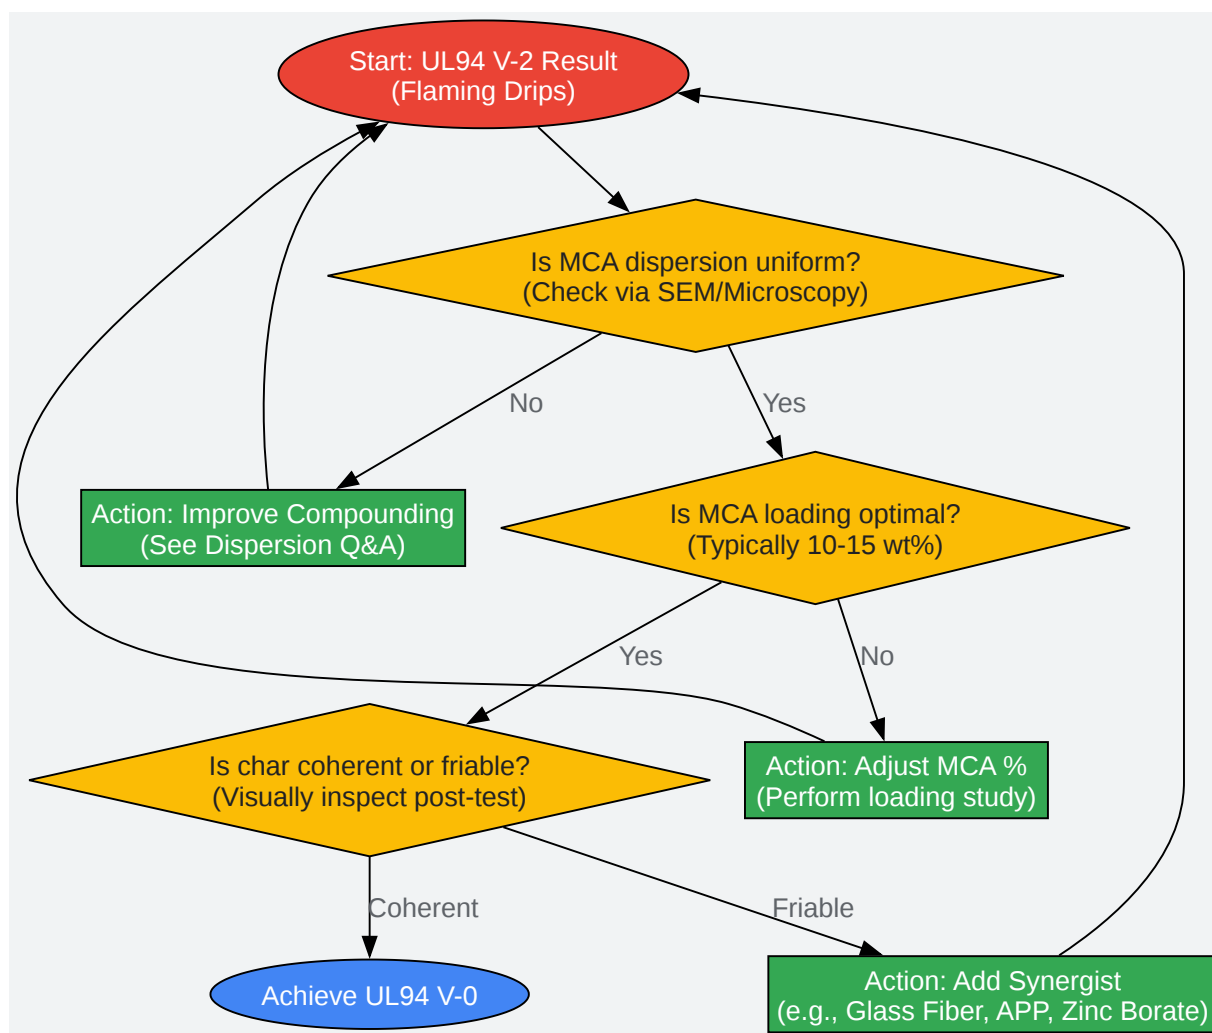 Start: UL94 V-2 Result
(Flaming Drips)
Is MCA dispersion uniform?
(Check via SEM/Microscopy)
No
Yes
Action: Improve Compounding
(See Dispersion Q&A)
Is MCA loading optimal?
(Typically 10-15 wt%)
Yes
No
Is char coherent or friable?
(Visually inspect post-test)
Action: Adjust MCA %
(Perform loading study)
Coherent
Friable
Achieve UL94 V-0
Action: Add Synergist
(e.g., Glass Fiber, APP, Zinc Borate)